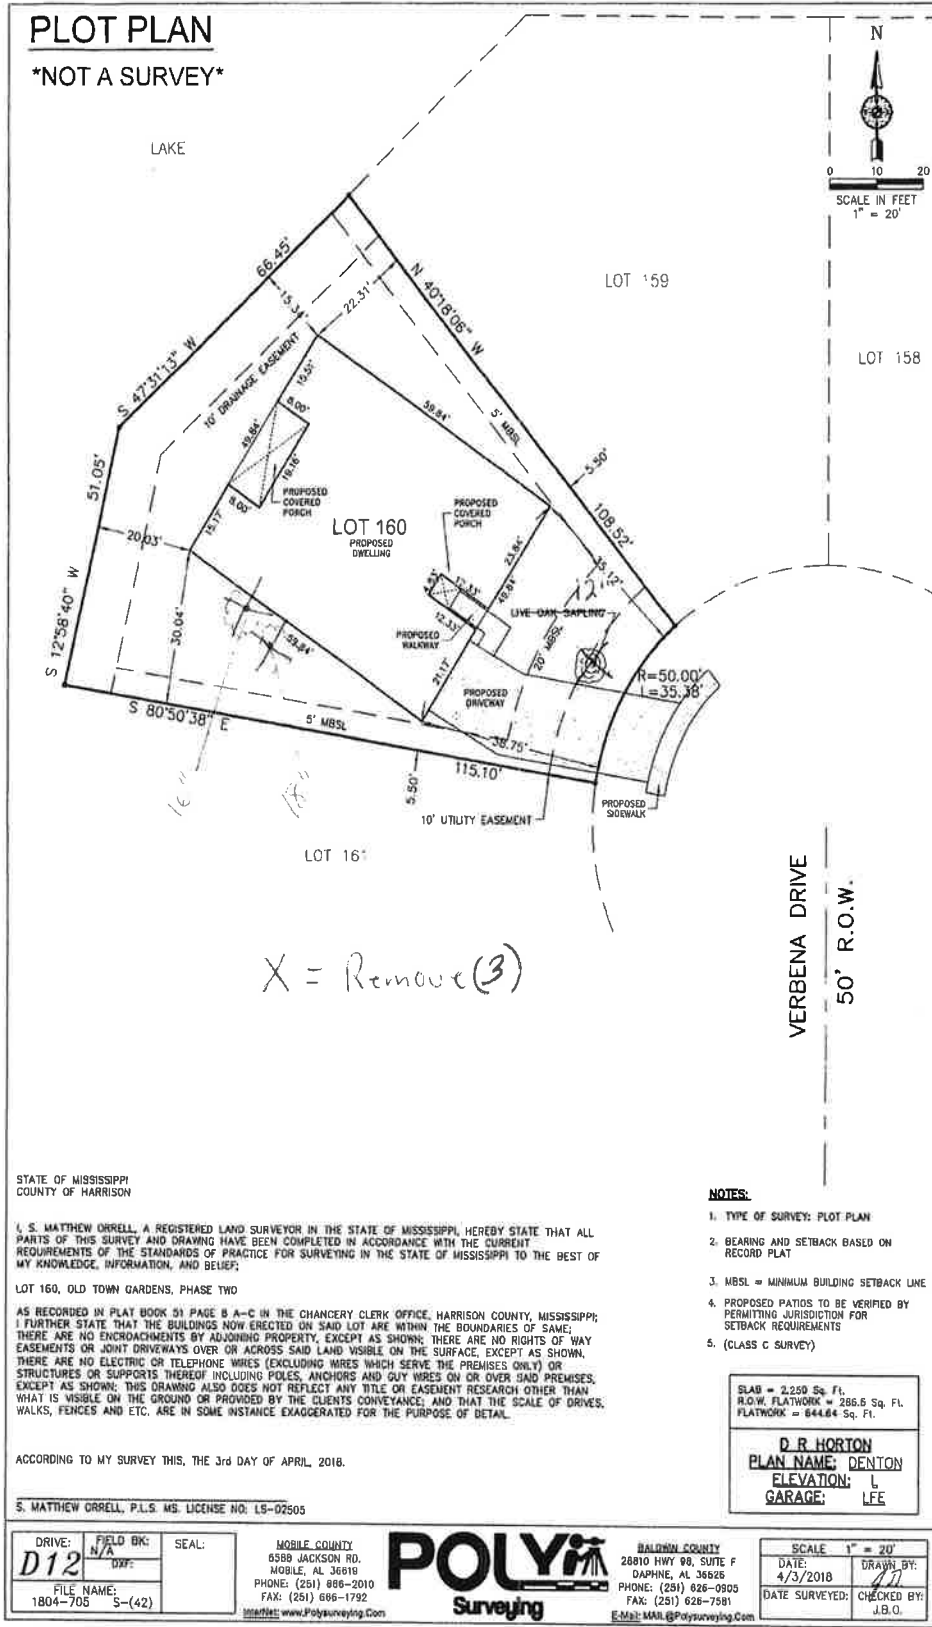 PLOT PLAN
*NOT A SURVEY*
N
0 10 20
SCALE IN FEET
1" = 20'
LAKE
LOT 159
LOT 158
66.45'
S 47°31'13" W
15.34'
22.31'
N 40°18'06" W
10' DRAINAGE EASEMENT
15.51'
8.00'
49.84'
19.16'
59.84'
5' MBSL
5.50'
108.52'
51.05'
PROPOSED
COVERED
PORCH
8.00'
15.17'
LOT 160
PROPOSED
DWELLING
PROPOSED
COVERED
PORCH
20.03'
23.84'
49.84'
35.12'
12"
S 12°58'40" W
30.04'
12.33'
12.33'
LIVE OAK SAPLING
59.84'
PROPOSED
WALKWAY
20' MBSL
21.17'
PROPOSED
DRIVEWAY
R=50.00'
L=35.38'
S 80°50'38" E
5' MBSL
38.75'
115.10'
5.50'
16"
18"
10' UTILITY EASEMENT
PROPOSED
SIDEWALK
LOT 161
VERBENA DRIVE
50' R.O.W.
X = Remove (3)
STATE OF MISSISSIPPI
COUNTY OF HARRISON
I, S. MATTHEW ORRELL, A REGISTERED LAND SURVEYOR IN THE STATE OF MISSISSIPPI, HEREBY STATE THAT ALL
PARTS OF THIS SURVEY AND DRAWING HAVE BEEN COMPLETED IN ACCORDANCE WITH THE CURRENT
REQUIREMENTS OF THE STANDARDS OF PRACTICE FOR SURVEYING IN THE STATE OF MISSISSIPPI TO THE BEST OF
MY KNOWLEDGE, INFORMATION, AND BELIEF;
LOT 160, OLD TOWN GARDENS, PHASE TWO
AS RECORDED IN PLAT BOOK 51 PAGE 8 A-C IN THE CHANCERY CLERK OFFICE, HARRISON COUNTY, MISSISSIPPI;
I FURTHER STATE THAT THE BUILDINGS NOW ERECTED ON SAID LOT ARE WITHIN THE BOUNDARIES OF SAME;
THERE ARE NO ENCROACHMENTS BY ADJOINING PROPERTY, EXCEPT AS SHOWN; THERE ARE NO RIGHTS OF WAY
EASEMENTS OR JOINT DRIVEWAYS OVER OR ACROSS SAID LAND VISIBLE ON THE SURFACE, EXCEPT AS SHOWN,
THERE ARE NO ELECTRIC OR TELEPHONE WIRES (EXCLUDING WIRES WHICH SERVE THE PREMISES ONLY) OR
STRUCTURES OR SUPPORTS THEREOF INCLUDING POLES, ANCHORS AND GUY WIRES ON OR OVER SAID PREMISES,
EXCEPT AS SHOWN; THIS DRAWING ALSO DOES NOT REFLECT ANY TITLE OR EASEMENT RESEARCH OTHER THAN
WHAT IS VISIBLE ON THE GROUND OR PROVIDED BY THE CLIENTS CONVEYANCE; AND THAT THE SCALE OF DRIVES,
WALKS, FENCES AND ETC. ARE IN SOME INSTANCE EXAGGERATED FOR THE PURPOSE OF DETAIL.
ACCORDING TO MY SURVEY THIS, THE 3rd DAY OF APRIL, 2018.
S. MATTHEW ORRELL, P.L.S. MS. LICENSE NO: LS-02505
NOTES:
1. TYPE OF SURVEY: PLOT PLAN
2. BEARING AND SETBACK BASED ON
RECORD PLAT
3. MBSL = MINIMUM BUILDING SETBACK LINE
4. PROPOSED PATIOS TO BE VERIFIED BY
PERMITTING JURISDICTION FOR
SETBACK REQUIREMENTS
5. (CLASS C SURVEY)
SLAB = 2,250 Sq. Ft.
R.O.W. FLATWORK = 286.6 Sq. Ft.
FLATWORK = 644.64 Sq. Ft.
D R HORTON
PLAN NAME: DENTON
ELEVATION: L
GARAGE: LFE
DRIVE:
D12
FIELD BK:
N/A
DXF:
FILE NAME:
1804-705 S-(42)
SEAL:
MOBILE COUNTY
5588 JACKSON RD.
MOBILE, AL 36619
PHONE: (251) 666-2010
FAX: (251) 666-1792
Internet: www.Polysurveying.Com
POLY
Surveying
BALDWIN COUNTY
28810 HWY 98, SUITE F
DAPHNE, AL 36526
PHONE: (251) 626-0905
FAX: (251) 626-7581
E-Mail: MAIL@Polysurveying.Com
SCALE 1" = 20'
DATE:
4/3/2018
DRAWN BY:
DATE SURVEYED:
CHECKED BY:
J.B.O.